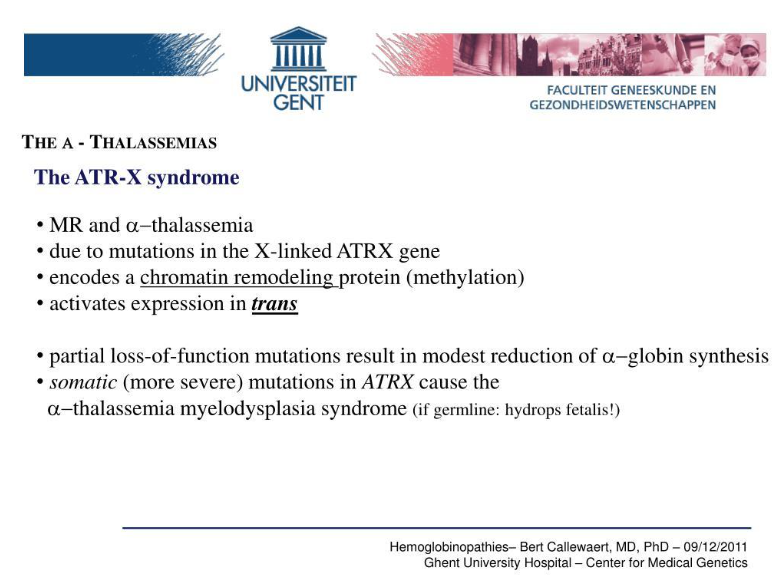 UNIVERSITEIT
GENT
FACULTEIT GENEESKUNDE EN
GEZONDHEIDSWETENSCHAPPEN
THE Α - THALASSEMIAS
The ATR-X syndrome
• MR and α−thalassemia
• due to mutations in the X-linked ATRX gene
• encodes a chromatin remodeling protein (methylation)
• activates expression in trans
• partial loss-of-function mutations result in modest reduction of α−globin synthesis
• somatic (more severe) mutations in ATRX cause the
α−thalassemia myelodysplasia syndrome (if germline: hydrops fetalis!)
Hemoglobinopathies– Bert Callewaert, MD, PhD – 09/12/2011
Ghent University Hospital – Center for Medical Genetics